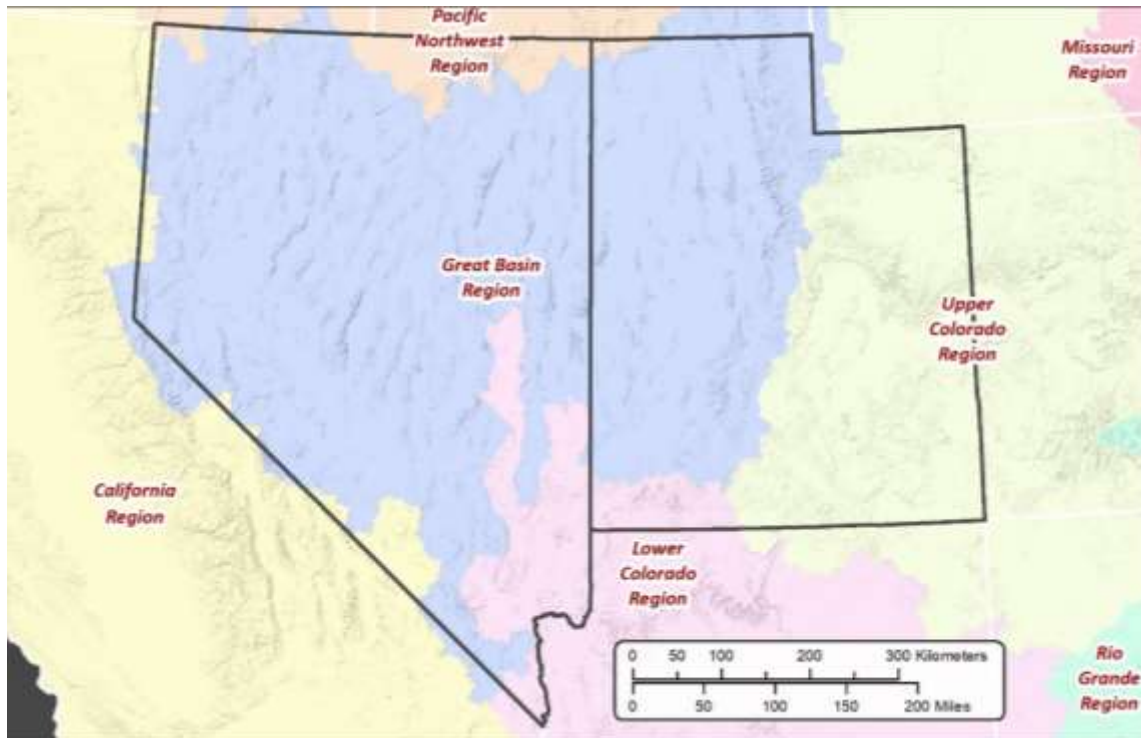 Pacific
Northwest
Region
Missouri
Region
Great Basin
Region
Upper
Colorado
Region
California
Region
Lower
Colorado
Region
0 50 100 200 300 Kilometers
0 50 100 150 200 Miles
Rio
Grande
Region